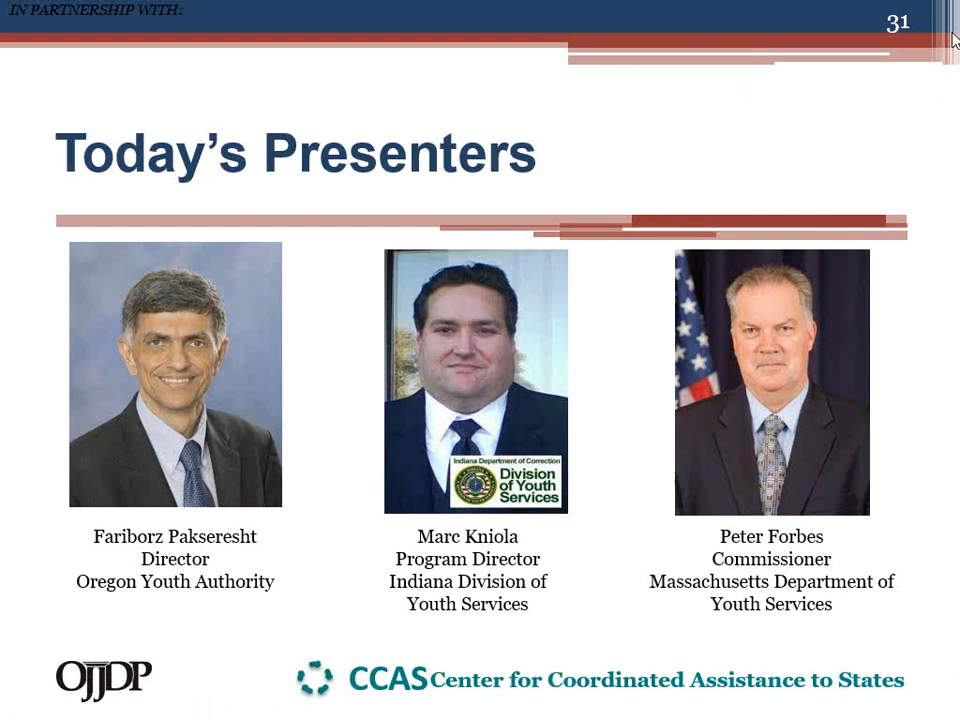 IN PARTNERSHIP WITH:
31
Today's Presenters
Indiana Department of Correction
Division
of Youth
Services
Fariborz Pakseresht
Director
Oregon Youth Authority
Marc Kniola
Program Director
Indiana Division of
Youth Services
Peter Forbes
Commissioner
Massachusetts Department of
Youth Services
OJJDP
CCAS Center for Coordinated Assistance to States